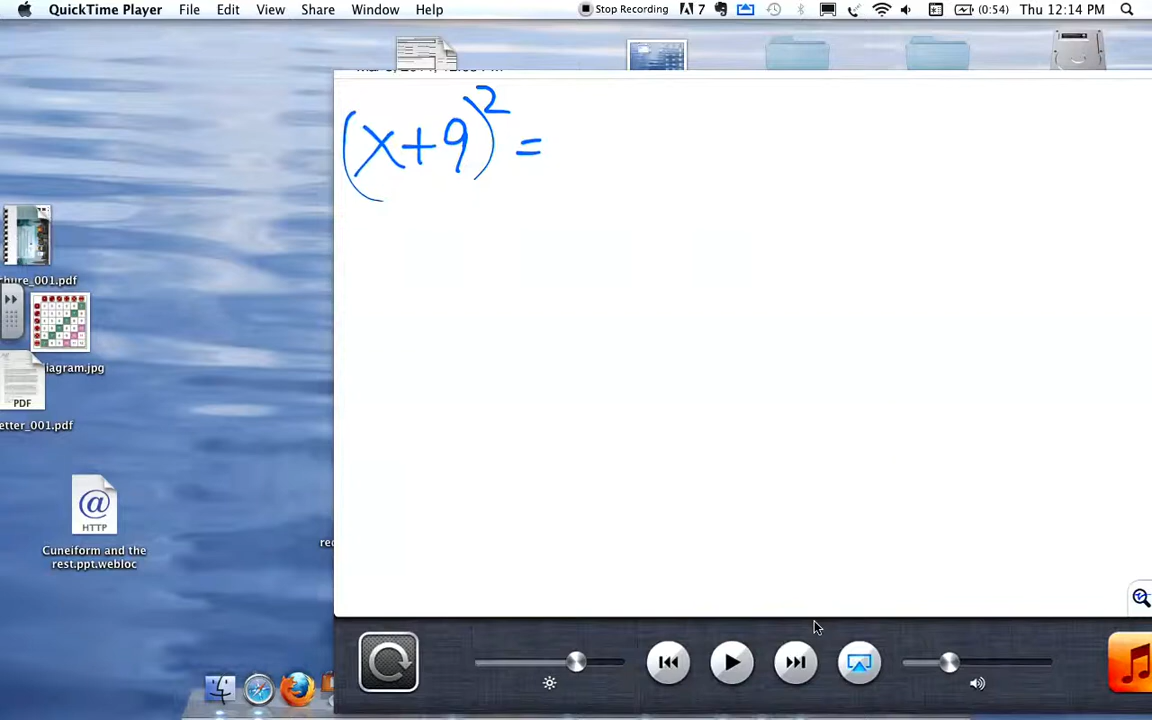 QuickTime Player File Edit View Share Window Help Stop Recording 7 (0:54) Thu 12:14 PM
(x+9)² =
hure_001.pdf
iagram.jpg
PDF
etter_001.pdf
@
HTTP
Cuneiform and the
rest.ppt.webloc
rec